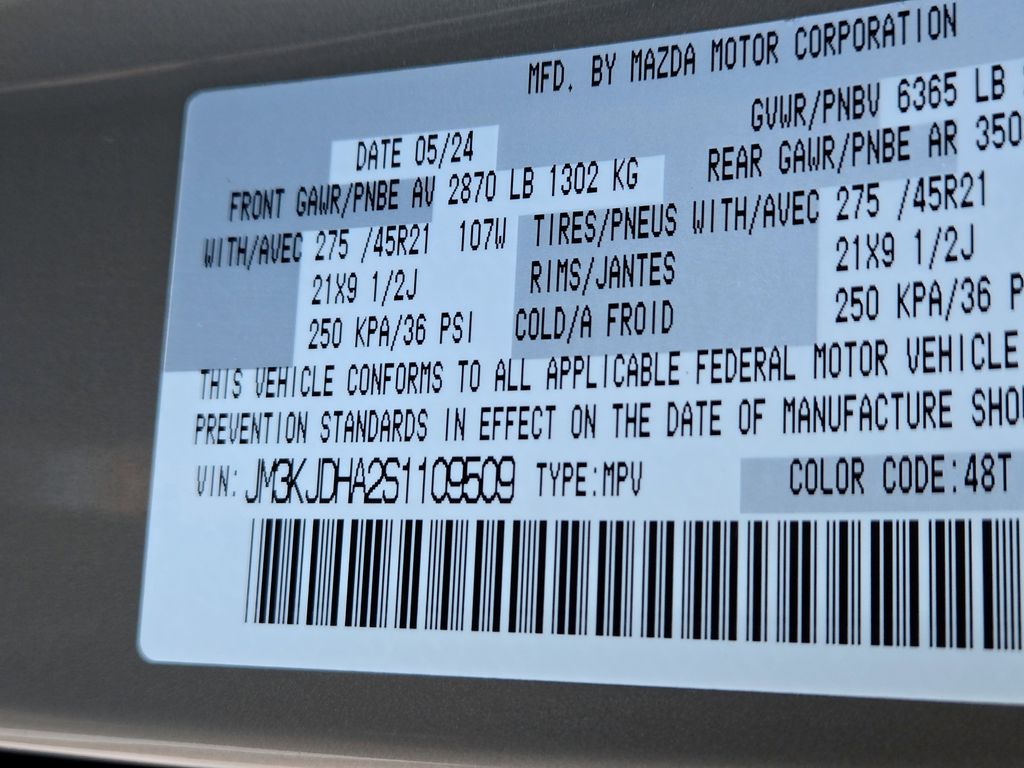 MFD. BY MAZDA MOTOR CORPORATION
DATE 05/24 GVWR/PNBV 6365 LB
FRONT GAWR/PNBE AV 2870 LB 1302 KG REAR GAWR/PNBE AR 350
WITH/AVEC 275 /45R21 107W TIRES/PNEUS WITH/AVEC 275 /45R21
21X9 1/2J RIMS/JANTES 21X9 1/2J
250 KPA/36 PSI COLD/A FROID 250 KPA/36 P
THIS VEHICLE CONFORMS TO ALL APPLICABLE FEDERAL MOTOR VEHICLE
PREVENTION STANDARDS IN EFFECT ON THE DATE OF MANUFACTURE SHO
VIN: JM3KJDHA2S1109509 TYPE:MPV COLOR CODE:48T